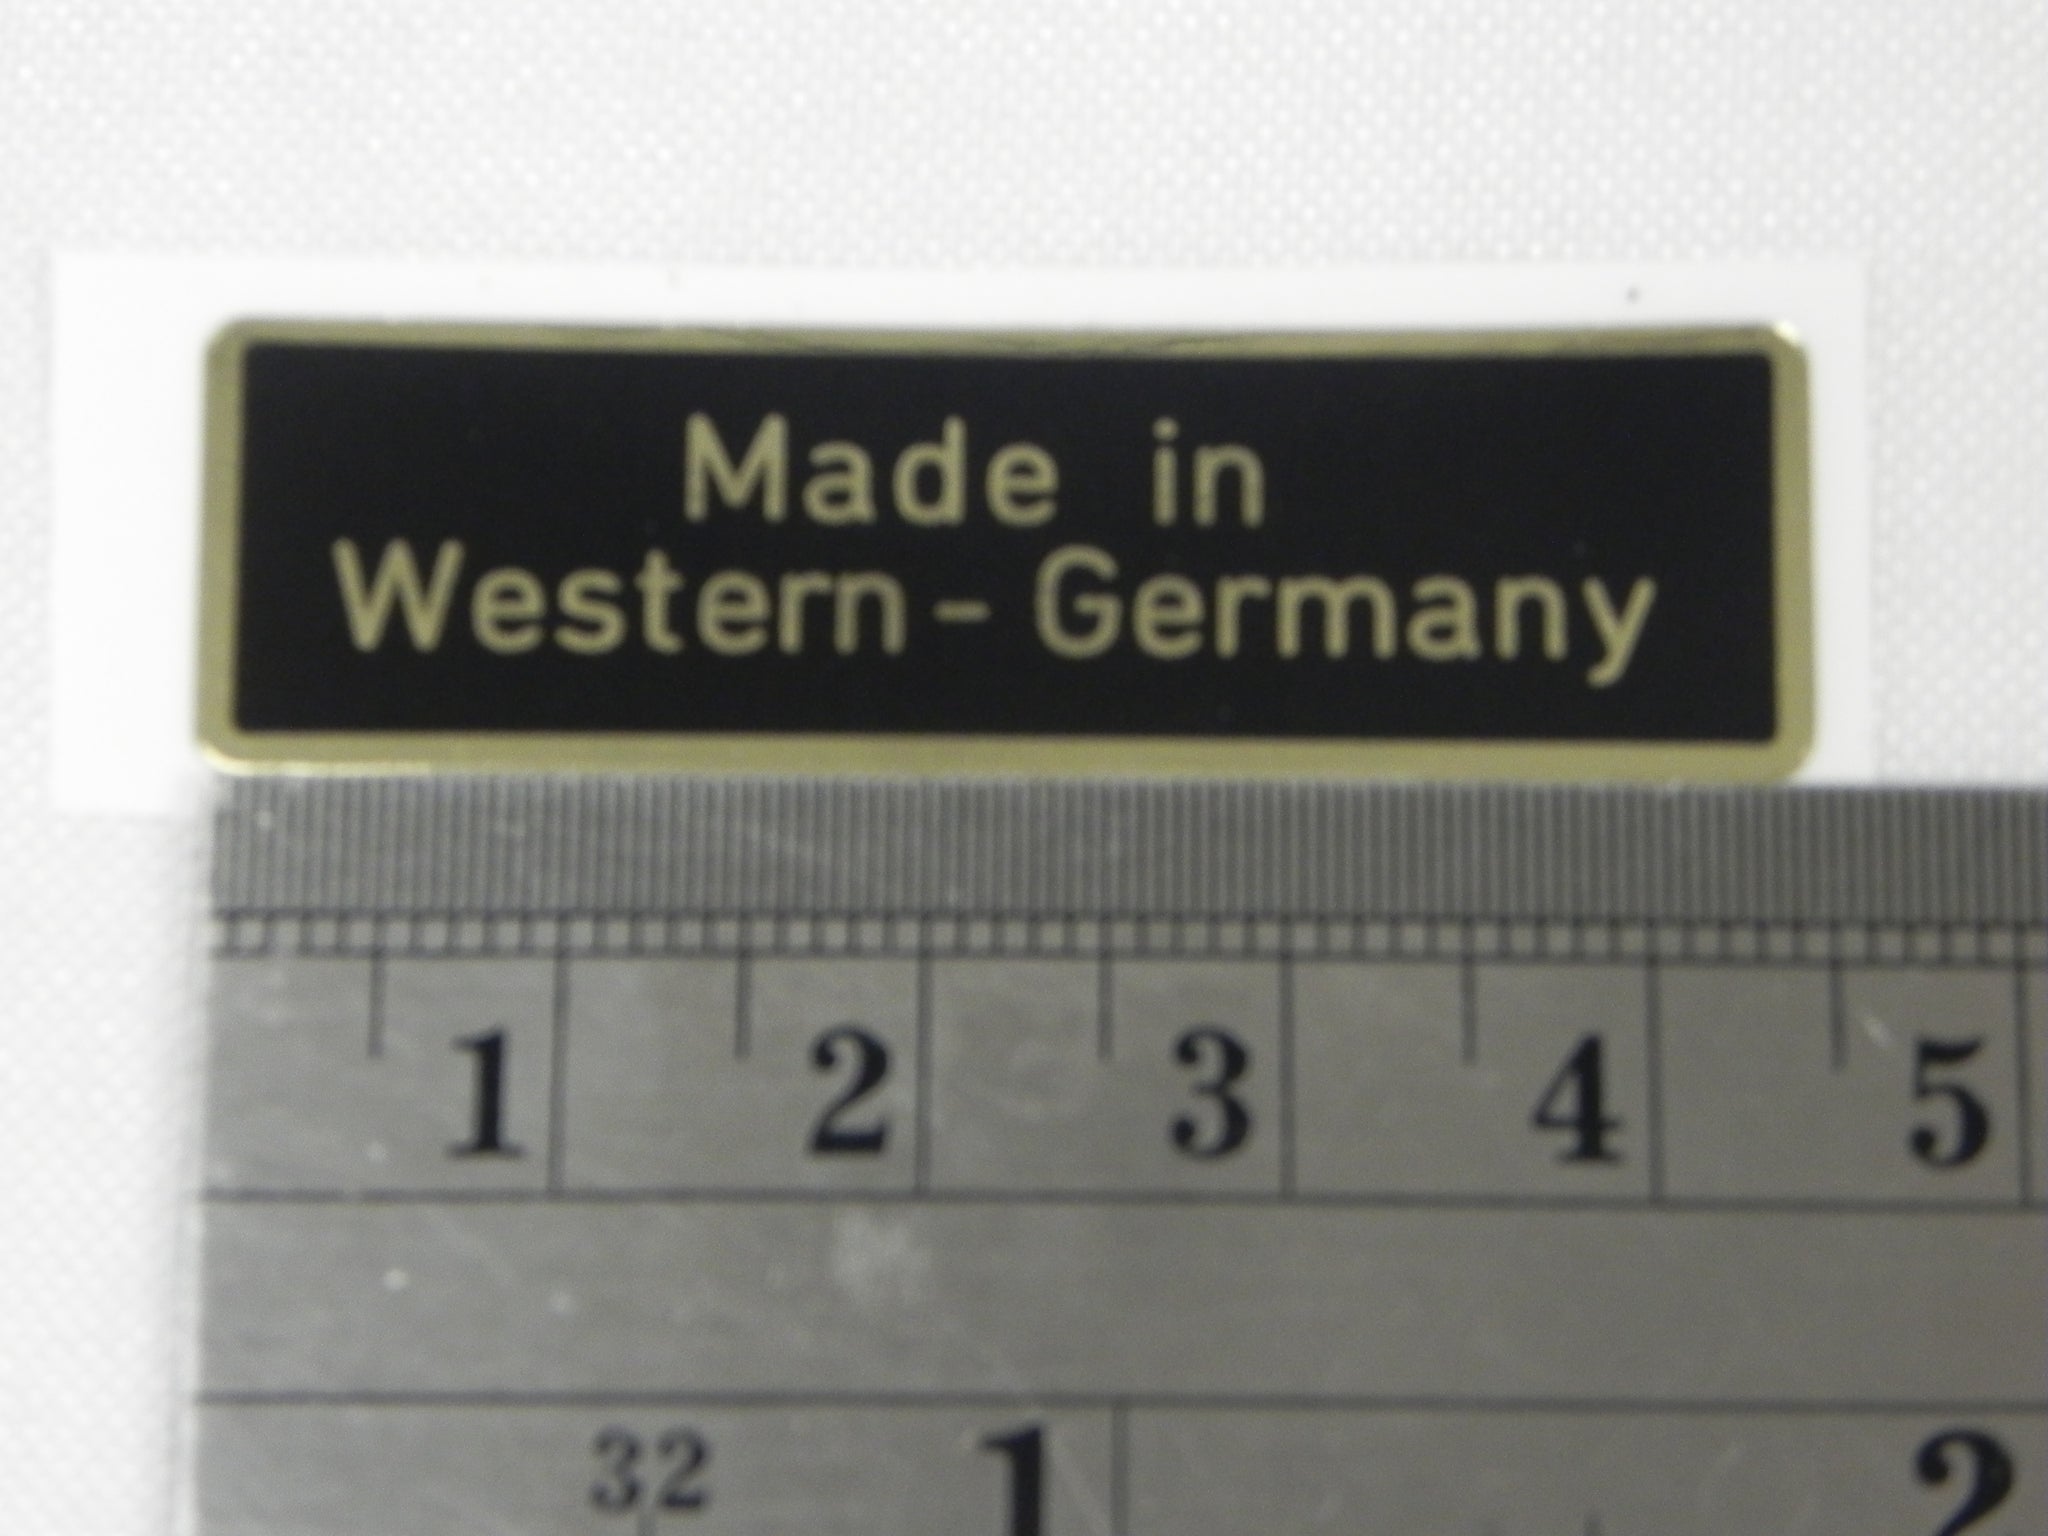 Made in
Western - Germany
1 2 3 4 5
32 1 2